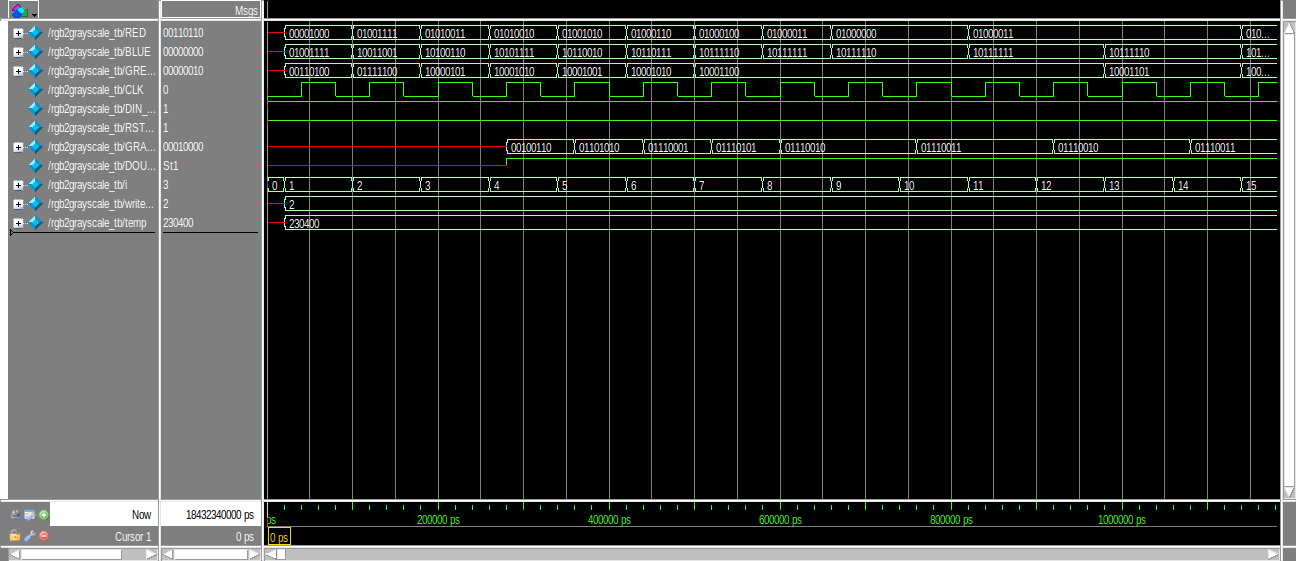 Msgs
/rgb2grayscale_tb/RED 00110110 00001000 01001111 01010011 01010010 01001010 01000110 01000100 01000011 01000000 01000011 010...
/rgb2grayscale_tb/BLUE 00000000 01001111 10011001 10100110 10101111 10110010 10110111 10111110 10111111 10111110 10111111 10111110 101...
/rgb2grayscale_tb/GRE... 00000010 00110100 01111100 10000101 10001010 10001001 10001010 10001100 10001101 100...
/rgb2grayscale_tb/CLK 0
/rgb2grayscale_tb/DIN_... 1
/rgb2grayscale_tb/RST... 1
/rgb2grayscale_tb/GRA... 00010000 00100110 01101010 01110001 01110101 01110010 01110011 01110010 01110011
/rgb2grayscale_tb/DOU... St1
/rgb2grayscale_tb/i 3 0 1 2 3 4 5 6 7 8 9 10 11 12 13 14 15
/rgb2grayscale_tb/write... 2 2
/rgb2grayscale_tb/temp 230400 230400
Now 18432340000 ps ps 200000 ps 400000 ps 600000 ps 800000 ps 1000000 ps
Cursor 1 0 ps 0 ps